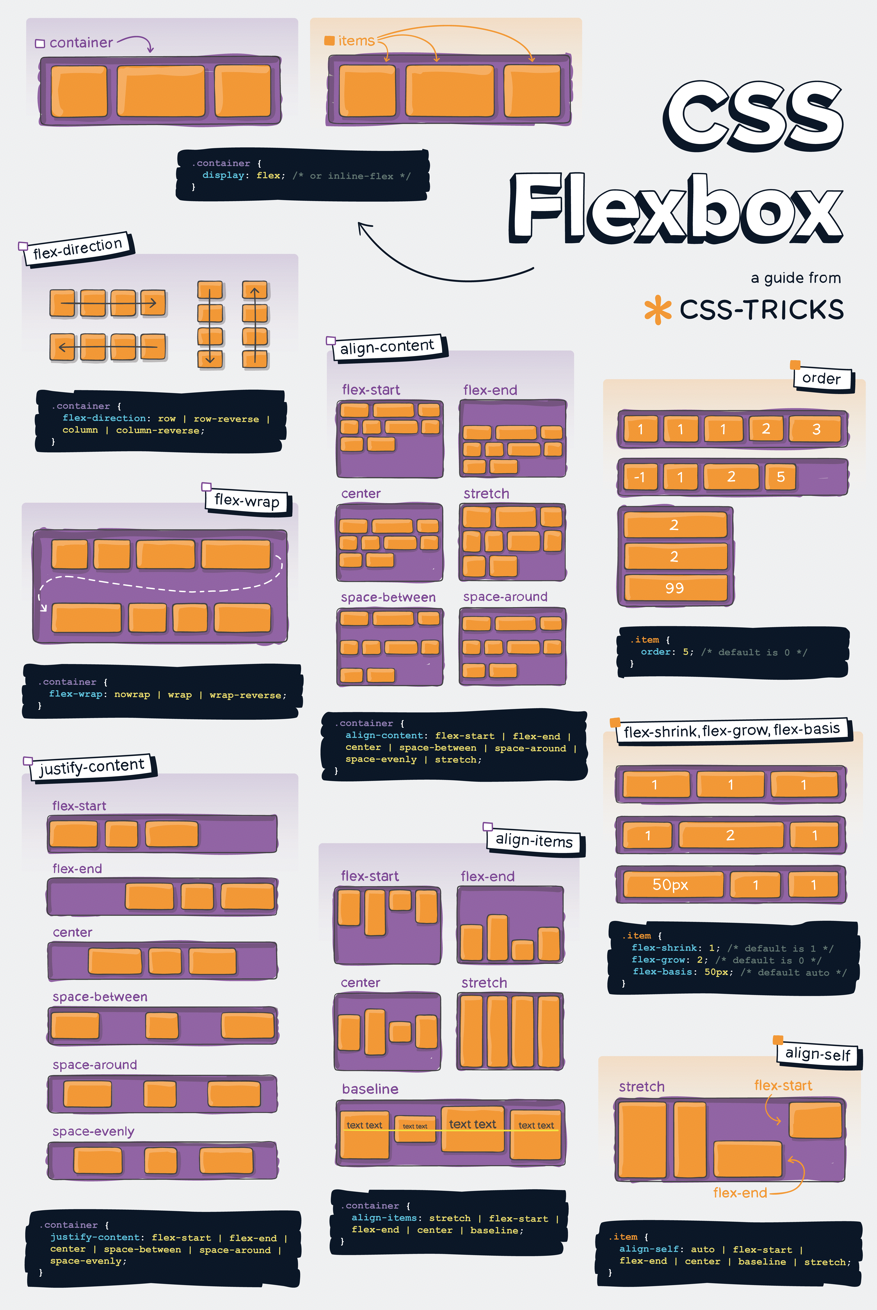 container
items
.container {
display: flex; /* or inline-flex */
}
CSS
Flexbox
a guide from
CSS-TRICKS
flex-direction
.container {
flex-direction: row | row-reverse |
column | column-reverse;
}
flex-wrap
.container {
flex-wrap: nowrap | wrap | wrap-reverse;
}
justify-content
flex-start
flex-end
center
space-between
space-around
space-evenly
.container {
justify-content: flex-start | flex-end |
center | space-between | space-around |
space-evenly;
}
align-content
flex-start flex-end
center stretch
space-between space-around
.container {
align-content: flex-start | flex-end |
center | space-between | space-around |
space-evenly | stretch;
}
align-items
flex-start flex-end
center stretch
baseline
text text text text text text text text
.container {
align-items: stretch | flex-start |
flex-end | center | baseline;
}
order
1 1 1 2 3
-1 1 2 5
2
2
99
.item {
order: 5; /* default is 0 */
}
flex-shrink, flex-grow, flex-basis
1 1 1
1 2 1
50px 1 1
.item {
flex-shrink: 1; /* default is 1 */
flex-grow: 2; /* default is 0 */
flex-basis: 50px; /* default auto */
}
align-self
stretch flex-start
flex-end
.item {
align-self: auto | flex-start |
flex-end | center | baseline | stretch;
}